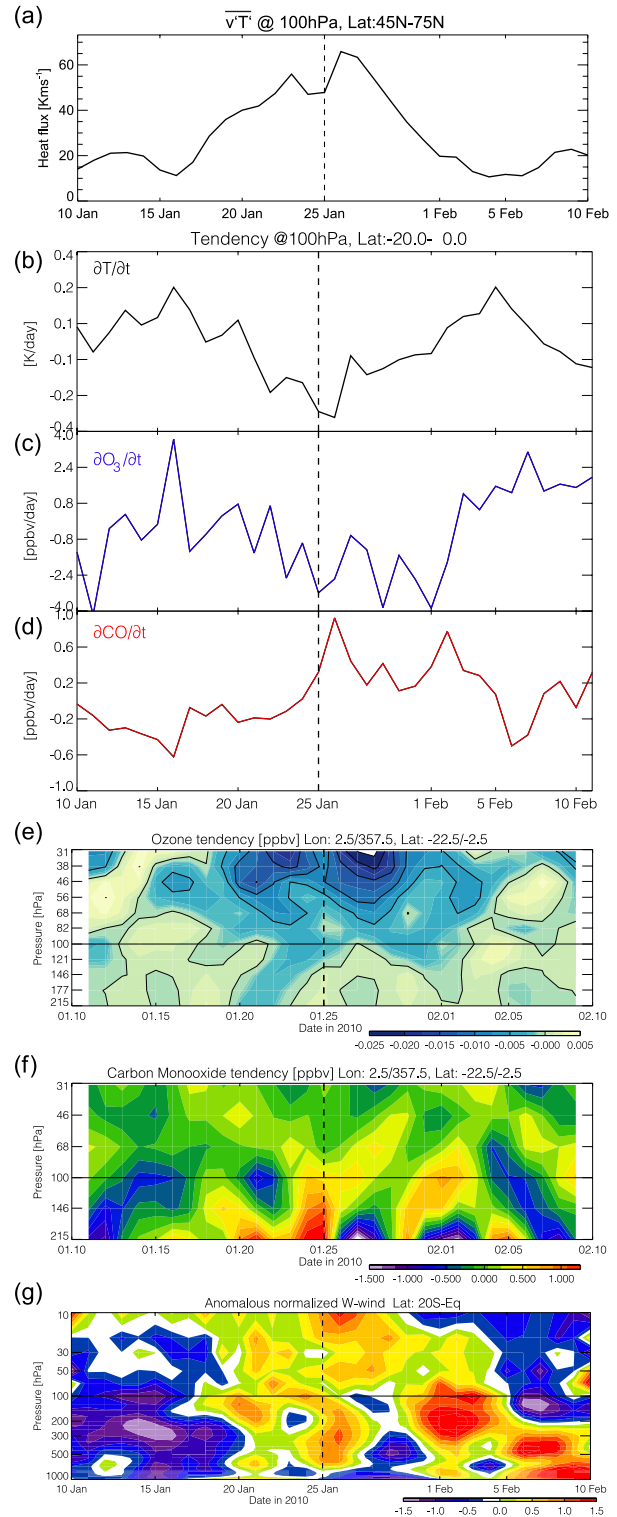 (a)
v'T' @ 100hPa, Lat:45N-75N
Heat flux [Kms⁻¹]
60
40
20
0
10 Jan 15 Jan 20 Jan 25 Jan 1 Feb 5 Feb 10 Feb
Tendency @100hPa, Lat:-20.0- 0.0
(b)
∂T/∂t
[K/day]
0.4
0.2
0.1
-0.1
-0.2
-0.4
(c)
∂O₃/∂t
[ppbv/day]
4.0
2.4
0.8
-0.8
-2.4
-4.0
(d)
∂CO/∂t
[ppbv/day]
1.0
0.6
0.2
-0.2
-0.6
-1.0
10 Jan 15 Jan 20 Jan 25 Jan 1 Feb 5 Feb 10 Feb
(e)
Ozone tendency [ppbv] Lon: 2.5/357.5, Lat: -22.5/-2.5
Pressure [hPa]
31
38
46
56
68
82
100
121
146
177
215
01.10 01.15 01.20 01.25 02.01 02.05 02.10
Date in 2010
-0.025 -0.020 -0.015 -0.010 -0.005 -0.000 0.005
(f)
Carbon Monooxide tendency [ppbv] Lon: 2.5/357.5, Lat: -22.5/-2.5
Pressure [hPa]
31
46
68
100
146
215
01.10 01.15 01.20 01.25 02.01 02.05 02.10
Date in 2010
-1.500 -1.000 -0.500 0.000 0.500 1.000
(g)
Anomalous normalized W-wind Lat: 20S-Eq
Pressure [hPa]
10
30
50
100
200
300
500
1000
10 Jan 15 Jan 20 Jan 25 Jan 1 Feb 5 Feb 10 Feb
Date in 2010
-1.5 -1.0 -0.5 0.0 0.5 1.0 1.5